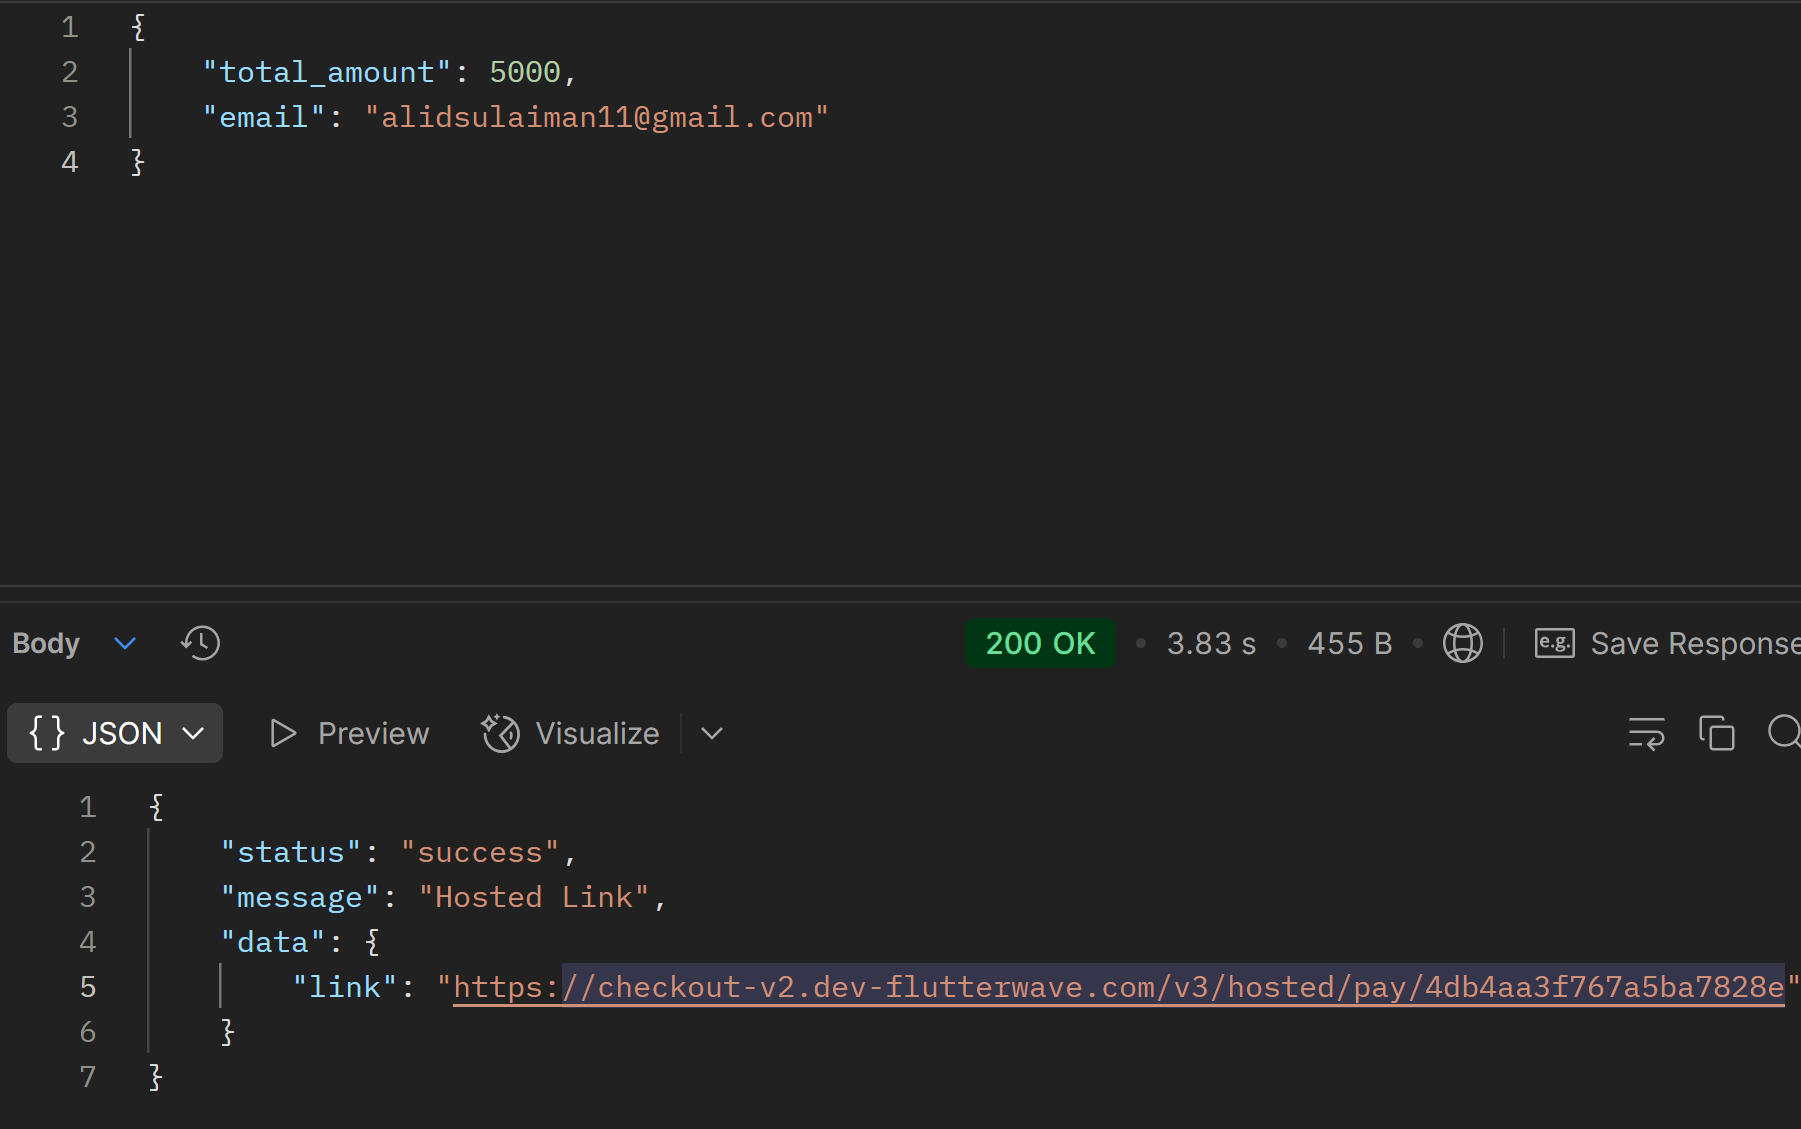 1 {
2 "total_amount": 5000,
3 "email": "alidsulaiman11@gmail.com"
4 }
Body 200 OK • 3.83 s • 455 B • e.g. Save Response
{} JSON Preview Visualize
1 {
2 "status": "success",
3 "message": "Hosted Link",
4 "data": {
5 "link": "https://checkout-v2.dev-flutterwave.com/v3/hosted/pay/4db4aa3f767a5ba7828e"
6 }
7 }